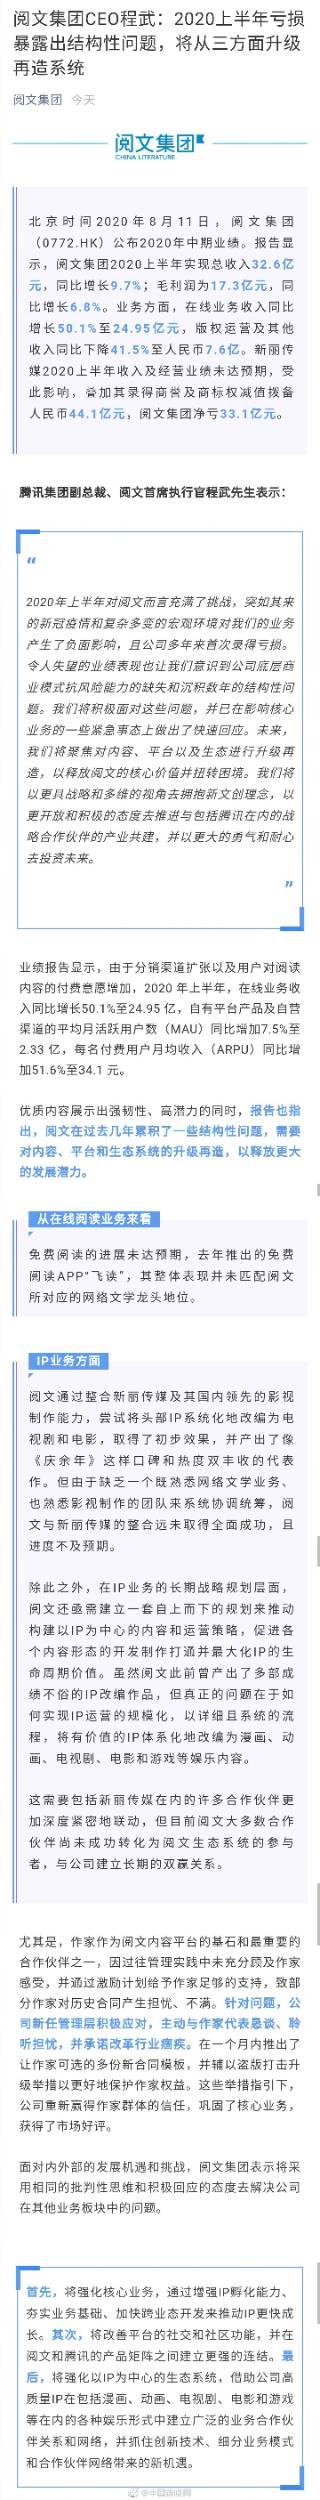 阅文集团CEO程武：2020上半年亏损
暴露出结构性问题，将从三方面升级
再造系统
阅文集团 今天
阅文集团
CHINA LITERATURE
北京时间2020年8月11日，阅文集团
（0772.HK）公布2020年中期业绩。报告显
示，阅文集团2020上半年实现总收入32.6亿
元，同比增长9.7%；毛利润为17.3亿元，同
比增长6.8%。业务方面，在线业务收入同比
增长50.1%至24.95亿元，版权运营及其他
收入同比下降41.5%至人民币7.6亿。新丽传
媒2020上半年收入及经营业绩未达预期，受
此影响，叠加其录得商誉及商标权减值拨备
人民币44.1亿元，阅文集团净亏33.1亿元。
腾讯集团副总裁、阅文首席执行官程武先生表示：
“
2020年上半年对阅文而言充满了挑战，突如其来
的新冠疫情和复杂多变的宏观环境对我们的业务
产生了负面影响，且公司多年来首次录得亏损。
令人失望的业绩表现也让我们意识到公司底层商
业模式抗风险能力的缺失和沉积数年的结构性问
题。我们将积极面对这些问题，并已在影响核心
业务的一些紧急事态上做出了快速回应。未来，
我们将聚焦对内容、平台以及生态进行升级再
造，以释放阅文的核心价值并扭转困境。我们将
以更具战略和多维的视角去拥抱新文创理念，以
更开放和积极的态度去推进与包括腾讯在内的战
略合作伙伴的产业共建，并以更大的勇气和耐心
去投资未来。
”
业绩报告显示，由于分销渠道扩张以及用户对阅读
内容的付费意愿增加，2020 年上半年，在线业务收
入同比增长50.1%至24.95 亿，自有平台产品及自营
渠道的平均月活跃用户数（MAU）同比增加7.5%至
2.33 亿，每名付费用户月均收入（ARPU）同比增
加51.6%至34.1 元。
优质内容展示出强韧性、高潜力的同时，报告也指
出，阅文在过去几年累积了一些结构性问题，需要
对内容、平台和生态系统的升级再造，以释放更大
的发展潜力。
从在线阅读业务来看
免费阅读的进展未达预期，去年推出的免费
阅读APP"飞读"，其整体表现并未匹配阅文
所对应的网络文学龙头地位。
IP业务方面
阅文通过整合新丽传媒及其国内领先的影视
制作能力，尝试将头部IP系统化地改编为电
视剧和电影，取得了初步效果，并产出了像
《庆余年》这样口碑和热度双丰收的代表
作。但由于缺乏一个既熟悉网络文学业务、
也熟悉影视制作的团队来系统协调统筹，阅
文与新丽传媒的整合远未取得全面成功，且
进度不及预期。
除此之外，在IP业务的长期战略规划层面，
阅文还亟需建立一套自上而下的规划来推动
构建以IP为中心的内容和运营策略，促进各
个内容形态的开发制作打通并最大化IP的生
命周期价值。虽然阅文此前曾产出了多部成
绩不俗的IP改编作品，但真正的问题在于如
何实现IP运营的规模化，以详细且系统的流
程，将有价值的IP体系化地改编为漫画、动
画、电视剧、电影和游戏等娱乐内容。
这需要包括新丽传媒在内的许多合作伙伴更
加深度紧密地联动，但目前阅文大多数合作
伙伴尚未成功转化为阅文生态系统的参与
者，与公司建立长期的双赢关系。
尤其是，作家作为阅文内容平台的基石和最重要的
合作伙伴之一，因过往管理实践中未充分顾及作家
感受，并通过激励计划给予作家足够的支持，致部
分作家对历史合同产生担忧、不满。针对问题，公
司新任管理层积极应对，主动与作家代表恳谈、聆
听担忧，并承诺改革行业痼疾。在一个月内推出了
让作家可选的多份新合同模板，并辅以盗版打击升
级举措以更好地保护作家权益。这些举措指引下，
公司重新赢得作家群体的信任，巩固了核心业务，
获得了市场好评。
面对内外部的发展机遇和挑战，阅文集团表示将采
用相同的批判性思维和积极回应的态度去解决公司
在其他业务板块中的问题。
首先，将强化核心业务，通过增强IP孵化能力、
夯实业务基础、加快跨业态开发来推动IP更快成
长。其次，将改善平台的社交和社区功能，并在
阅文和腾讯的产品矩阵之间建立更强的连结。最
后，将强化以IP为中心的生态系统，借助公司高
质量IP在包括漫画、动画、电视剧、电影和游戏
等在内的各种娱乐形式中建立广泛的业务合作伙
伴关系和网络，并抓住创新技术、细分业务模式
和合作伙伴网络带来的新机遇。